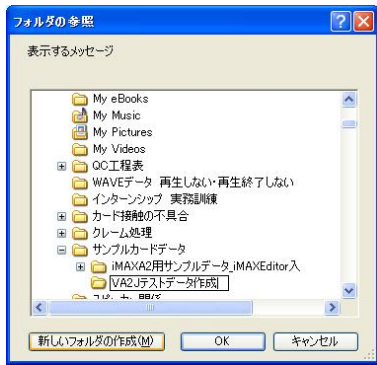 フォルダの参照
表示するメッセージ
My eBooks
My Music
My Pictures
My Videos
QC工程表
WAVEデータ 再生しない・再生終了しない
インターンシップ 実務訓練
カード接触の不具合
クレーム処理
サンプルカードデータ
iMAXA2用サンプルデータ_iMAXEditor入
VA2Jテストデータ作成
新しいフォルダの作成(M)
OK
キャンセル